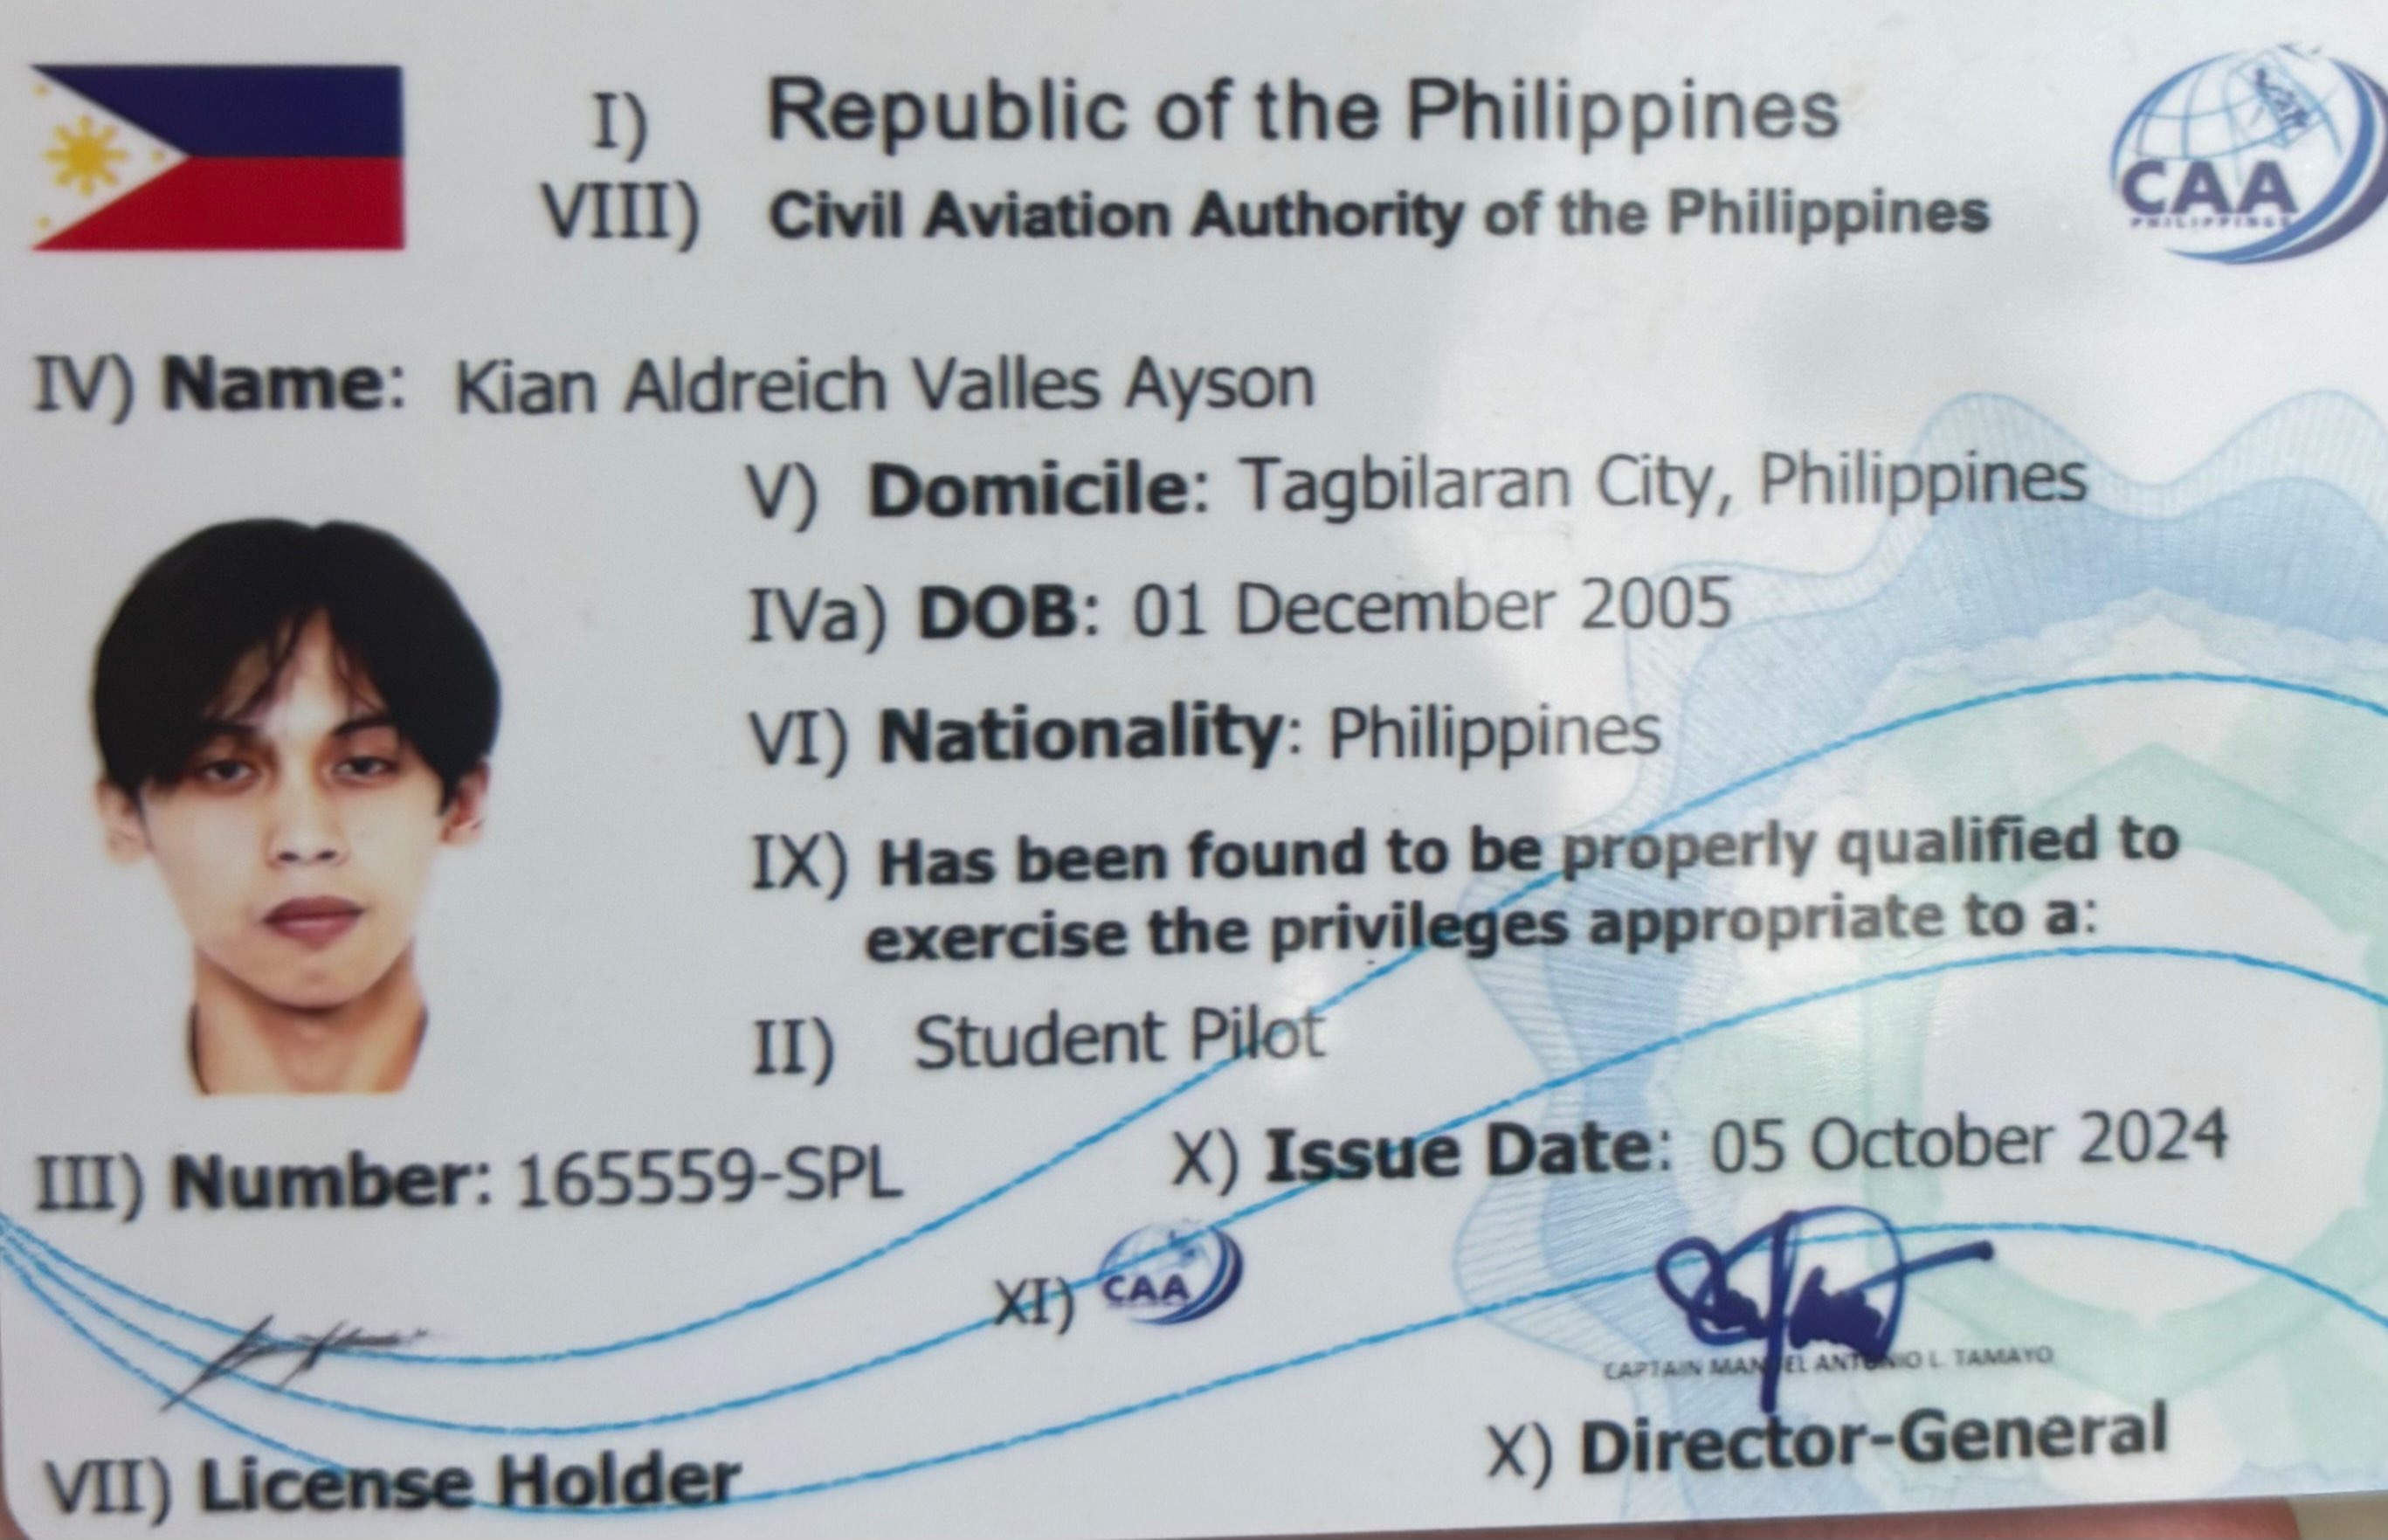 I) Republic of the Philippines
VIII) Civil Aviation Authority of the Philippines
CAA
PHILIPPINES
IV) Name: Kian Aldreich Valles Ayson
V) Domicile: Tagbilaran City, Philippines
IVa) DOB: 01 December 2005
VI) Nationality: Philippines
IX) Has been found to be properly qualified to
exercise the privileges appropriate to a:
II) Student Pilot
III) Number: 165559-SPL
X) Issue Date: 05 October 2024
XI) CAA
CAPTAIN MANUEL ANTONIO L. TAMAYO
VII) License Holder
X) Director-General